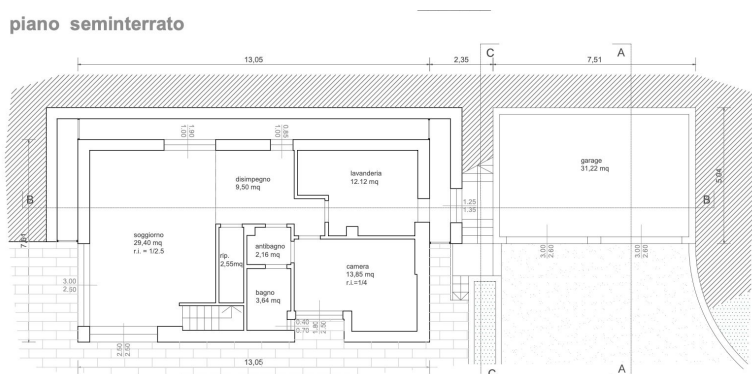 piano seminterrato
13,05
2,35
7,51
C
A
1.00
1.90
1.00
0.85
disimpegno
9,50 mq
lavanderia
12.12 mq
garage
31,22 mq
5,04
B
B
1.25
1.35
7,61
soggiorno
29,40 mq
r.i. = 1/2.5
antibagno
2,16 mq
rip.
2,55mq
camera
13,85 mq
r.i.=1/4
3.00
2.60
3.00
2.60
3.00
2.50
bagno
3,64 mq
0.40
0.70
1.80
2.50
2.50
2.50
13,05
C
A